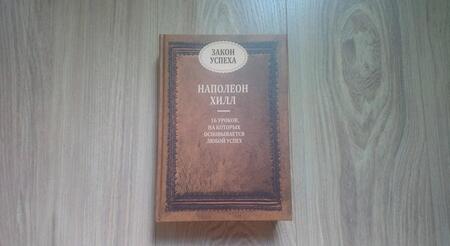 ЗАКОН
УСПЕХА
НАПОЛЕОН
ХИЛЛ
16 УРОКОВ,
НА КОТОРЫХ
ОСНОВЫВАЕТСЯ
ЛЮБОЙ УСПЕХ